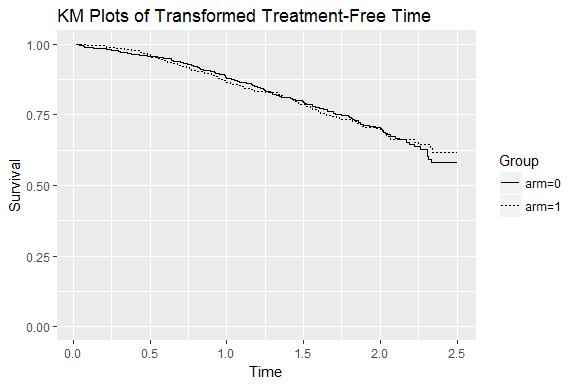 KM Plots of Transformed Treatment-Free Time
1.00
0.75
0.50
0.25
0.00
Survival
0.0 0.5 1.0 1.5 2.0 2.5
Time
Group
arm=0
arm=1